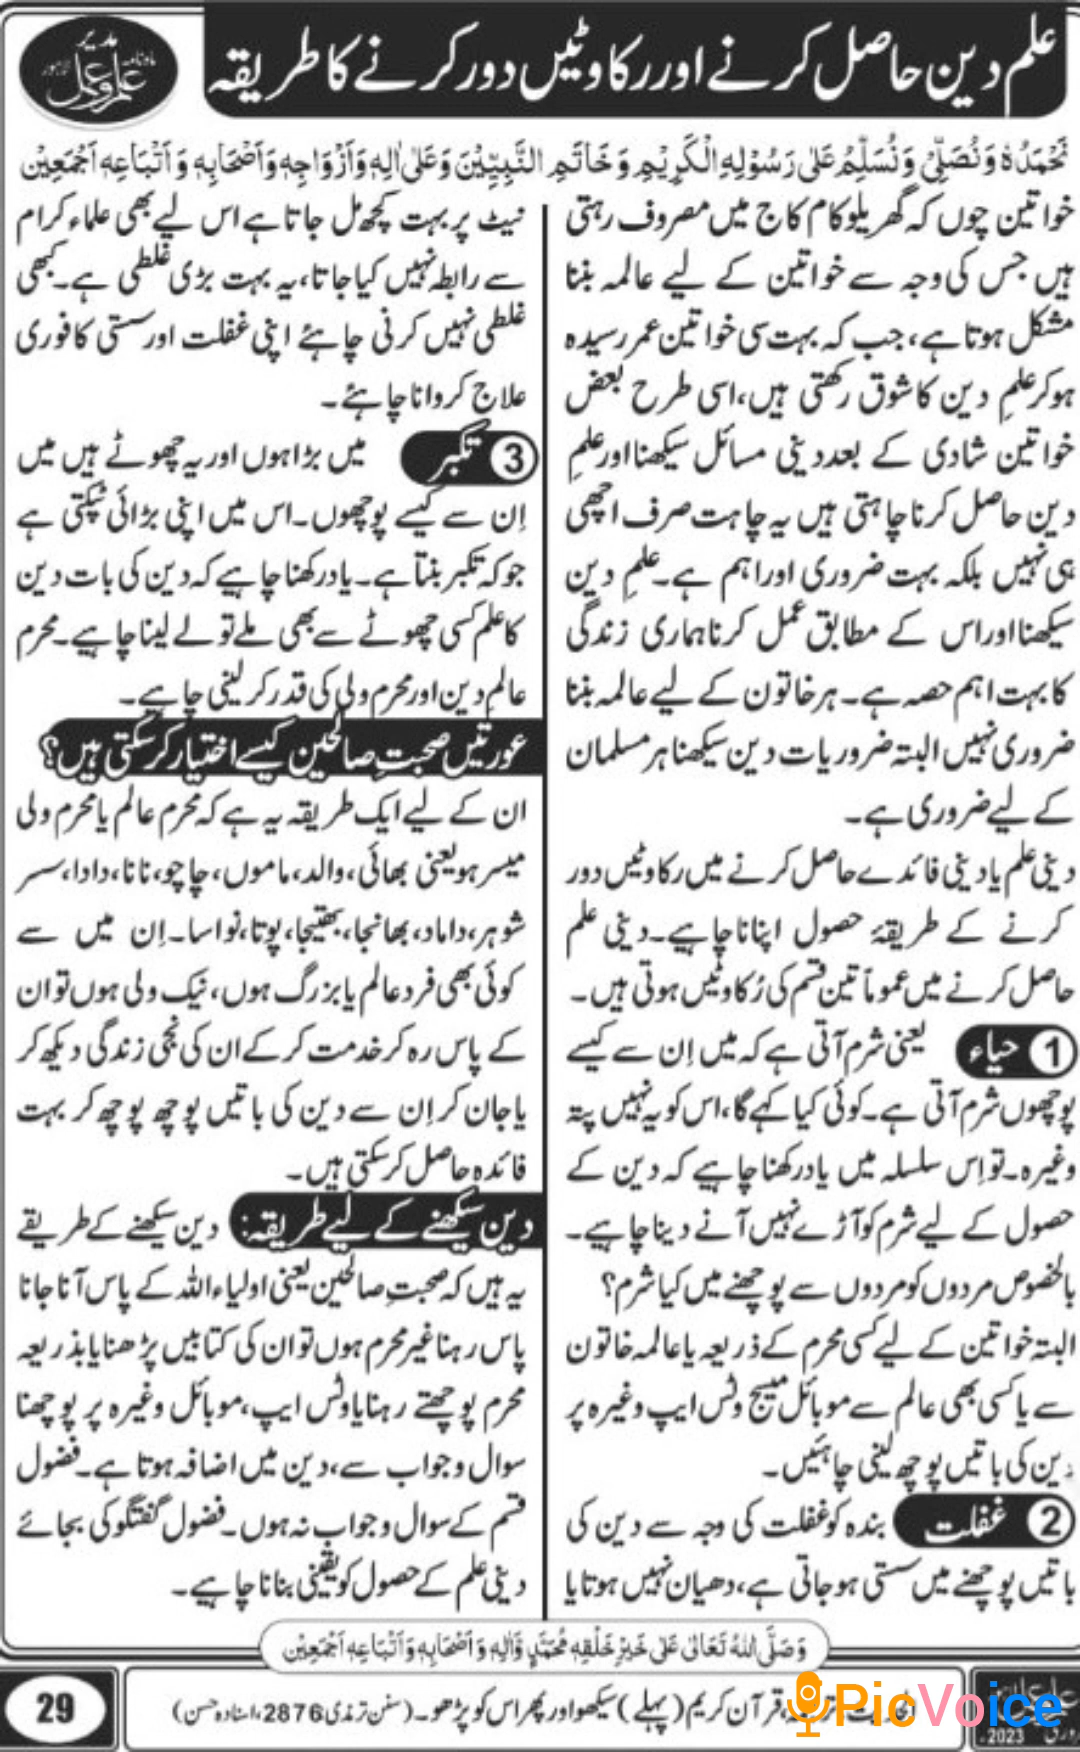 علم دین حاصل کرنے اور رکاوٹیں دور کرنے کا طریقہ
مدیر
ماہنامہ علم و عمل لاہور
نَحْمَدُهٗ وَنُصَلِّیْ وَنُسَلِّمُ عَلٰی رَسُوْلِهِ الْکَرِیْمِ وَخَاتَمِ النَّبِیِّیْنَ وَعَلٰی اٰلِهٖ وَاَزْوَاجِهٖ وَاَصْحَابِهٖ وَاَتْبَاعِهٖ اَجْمَعِیْن
خواتین چوں کہ گھریلو کام کاج میں مصروف رہتی
ہیں جس کی وجہ سے خواتین کے لیے عالمہ بننا
مشکل ہوتا ہے، جب کہ بہت سی خواتین عمر رسیدہ
ہو کر علمِ دین کا شوق رکھتی ہیں، اسی طرح بعض
خواتین شادی کے بعد دینی مسائل سیکھنا اور علمِ
دین حاصل کرنا چاہتی ہیں یہ چاہت صرف اچھی
ہی نہیں بلکہ بہت ضروری اور اہم ہے۔ علمِ دین
سیکھنا اور اس کے مطابق عمل کرنا ہماری زندگی
کا بہت اہم حصہ ہے۔ ہر خاتون کے لیے عالمہ بننا
ضروری نہیں البتہ ضروریات دین سیکھنا ہر مسلمان
کے لیے ضروری ہے۔
دینی علم یا دینی فائدے حاصل کرنے میں رکاوٹیں دور
کرنے کے طریقۂ حصول اپنانا چاہیے۔ دینی علم
حاصل کرنے میں عموماً تین قسم کی رُکاوٹیں ہوتی ہیں۔
1 حیاء یعنی شرم آتی ہے کہ میں اِن سے کیسے
پوچھوں شرم آتی ہے۔ کوئی کیا کہے گا، اس کو یہ نہیں پتہ
وغیرہ۔ تو اِس سلسلہ میں یاد رکھنا چاہیے کہ دین کے
حصول کے لیے شرم کو آڑے نہیں آنے دینا چاہیے۔
بالخصوص مردوں کو مردوں سے پوچھنے میں کیا شرم؟
البتہ خواتین کے لیے کسی محرم کے ذریعہ یا عالمہ خاتون
سے یا کسی بھی عالم سے موبائل میسج وٹس ایپ وغیرہ پر
دین کی باتیں پوچھ لینی چاہئیں۔
2 غفلت بندہ کو غفلت کی وجہ سے دین کی
باتیں پوچھنے میں سستی ہو جاتی ہے، دھیان نہیں ہوتا یا
نیٹ پر بہت کچھ مل جاتا ہے اس لیے بھی علماء کرام
سے رابطہ نہیں کیا جاتا، یہ بہت بڑی غلطی ہے۔ کبھی
غلطی نہیں کرنی چاہئے اپنی غفلت اور سستی کا فوری
علاج کروانا چاہئے۔
3 تکبر میں بڑا ہوں اور یہ چھوٹے ہیں میں
اِن سے کیسے پوچھوں۔ اس میں اپنی بڑائی ٹپکتی ہے
جو کہ تکبر بنتا ہے۔ یاد رکھنا چاہیے کہ دین کی بات دین
کا علم کسی چھوٹے سے بھی ملے تو لے لینا چاہیے۔ محرم
عالمِ دین اور محرم ولی کی قدر کر لینی چاہے۔
عورتیں صحبتِ صالحین کیسے اختیار کر سکتی ہیں؟
ان کے لیے ایک طریقہ یہ ہے کہ محرم عالم یا محرم ولی
میسر ہو یعنی بھائی، والد، ماموں، چاچو، نانا، دادا، سسر
شوہر، داماد، بھانجا، بھتیجا، پوتا، نواسا۔ اِن میں سے
کوئی بھی فرد عالم یا بزرگ ہوں، نیک ولی ہوں تو ان
کے پاس رہ کر خدمت کر کے ان کی نجی زندگی دیکھ کر
یا جان کر اِن سے دین کی باتیں پوچھ پوچھ کر بہت
فائدہ حاصل کر سکتی ہیں۔
دین سیکھنے کے لیے طریقہ: دین سیکھنے کے طریقے
یہ ہیں کہ صحبتِ صالحین یعنی اولیاء اللہ کے پاس آنا جانا
پاس رہنا غیر محرم ہوں تو ان کی کتابیں پڑھنا یا بذریعہ
محرم پوچھتے رہنا یا وٹس ایپ، موبائل وغیرہ پر پوچھنا
سوال و جواب سے، دین میں اضافہ ہوتا ہے۔ فضول
قسم کے سوال و جواب نہ ہوں۔ فضول گفتگو کی بجائے
دینی علم کے حصول کو یقینی بنانا چاہیے۔
وَصَلَّی اللهُ تَعَالٰی عَلٰی خَیْرِ خَلْقِهٖ مُحَمَّدٍ وَّاٰلِهٖ وَاَصْحَابِهٖ وَاَتْبَاعِهٖ اَجْمَعِیْن
قرآن کریم (پہلے) سیکھو اور پھر اس کو پڑھو۔ (سنن ترمذی 2876، اسنادہ حسن)
2023ء
29
PicVoice